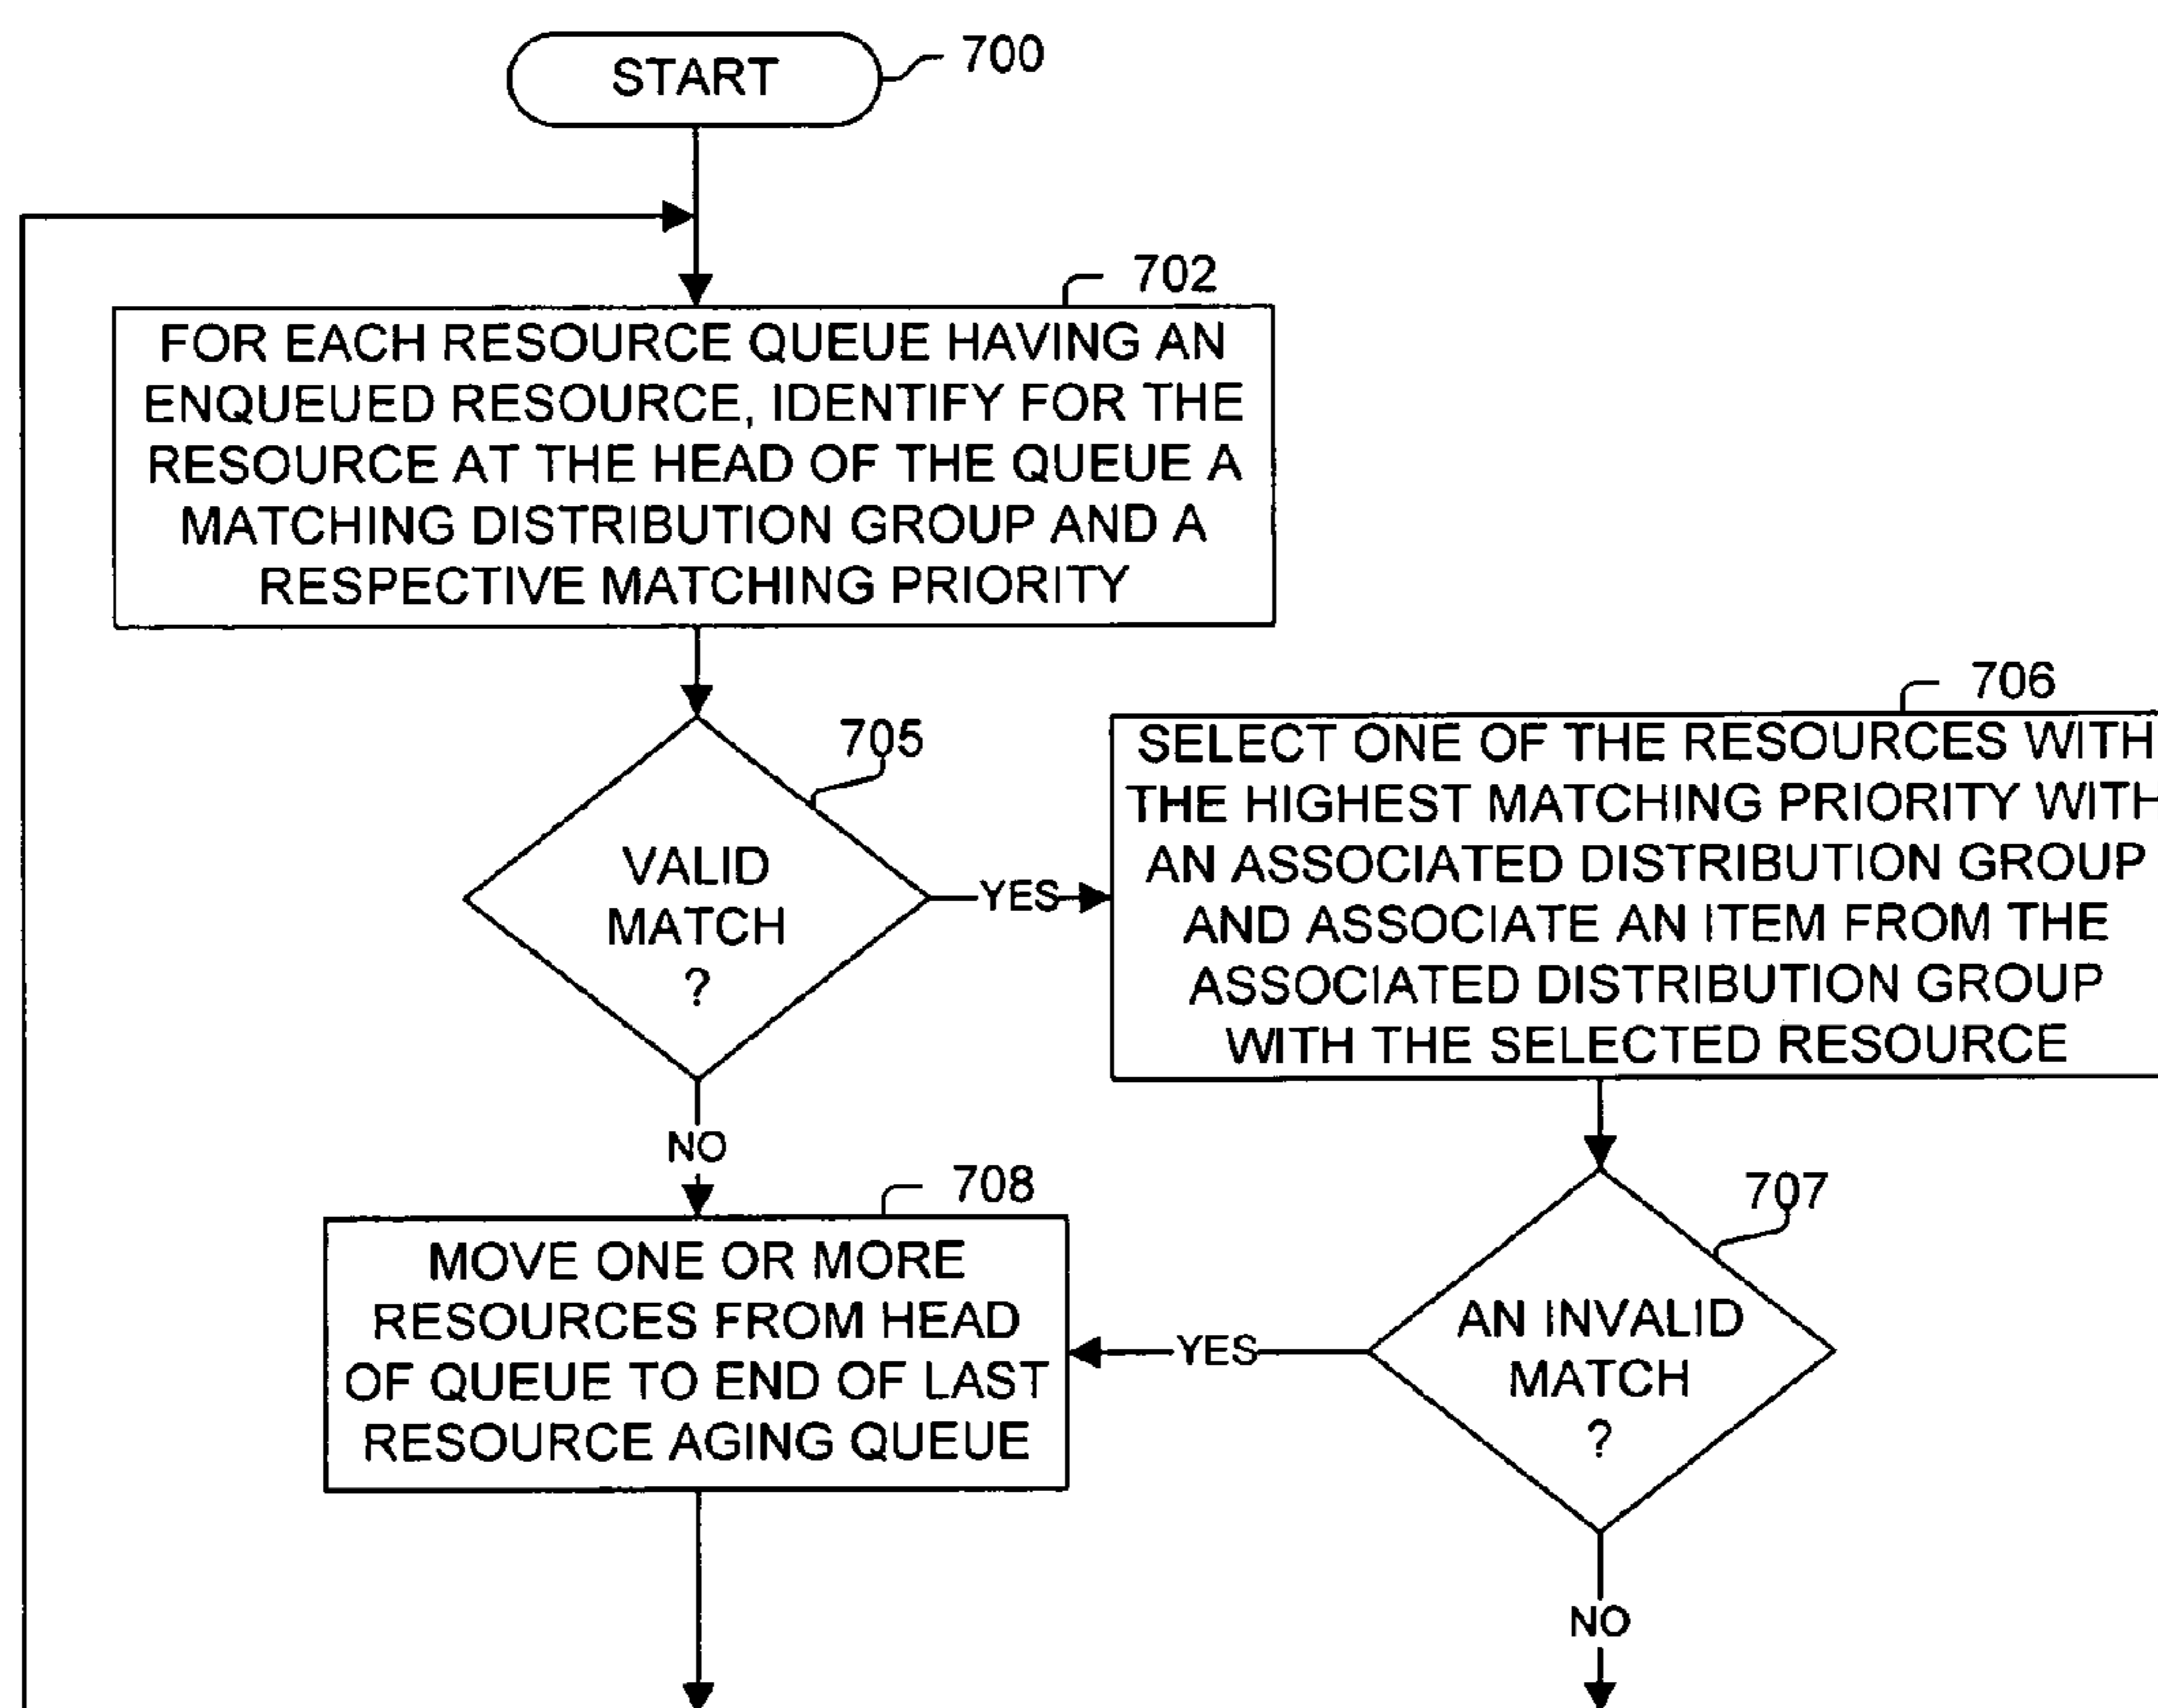 START
700
702
FOR EACH RESOURCE QUEUE HAVING AN
ENQUEUED RESOURCE, IDENTIFY FOR THE
RESOURCE AT THE HEAD OF THE QUEUE A
MATCHING DISTRIBUTION GROUP AND A
RESPECTIVE MATCHING PRIORITY
705
VALID
MATCH
?
YES
706
SELECT ONE OF THE RESOURCES WITH
THE HIGHEST MATCHING PRIORITY WITH
AN ASSOCIATED DISTRIBUTION GROUP
AND ASSOCIATE AN ITEM FROM THE
ASSOCIATED DISTRIBUTION GROUP
WITH THE SELECTED RESOURCE
NO
708
MOVE ONE OR MORE
RESOURCES FROM HEAD
OF QUEUE TO END OF LAST
RESOURCE AGING QUEUE
YES
707
AN INVALID
MATCH
?
NO